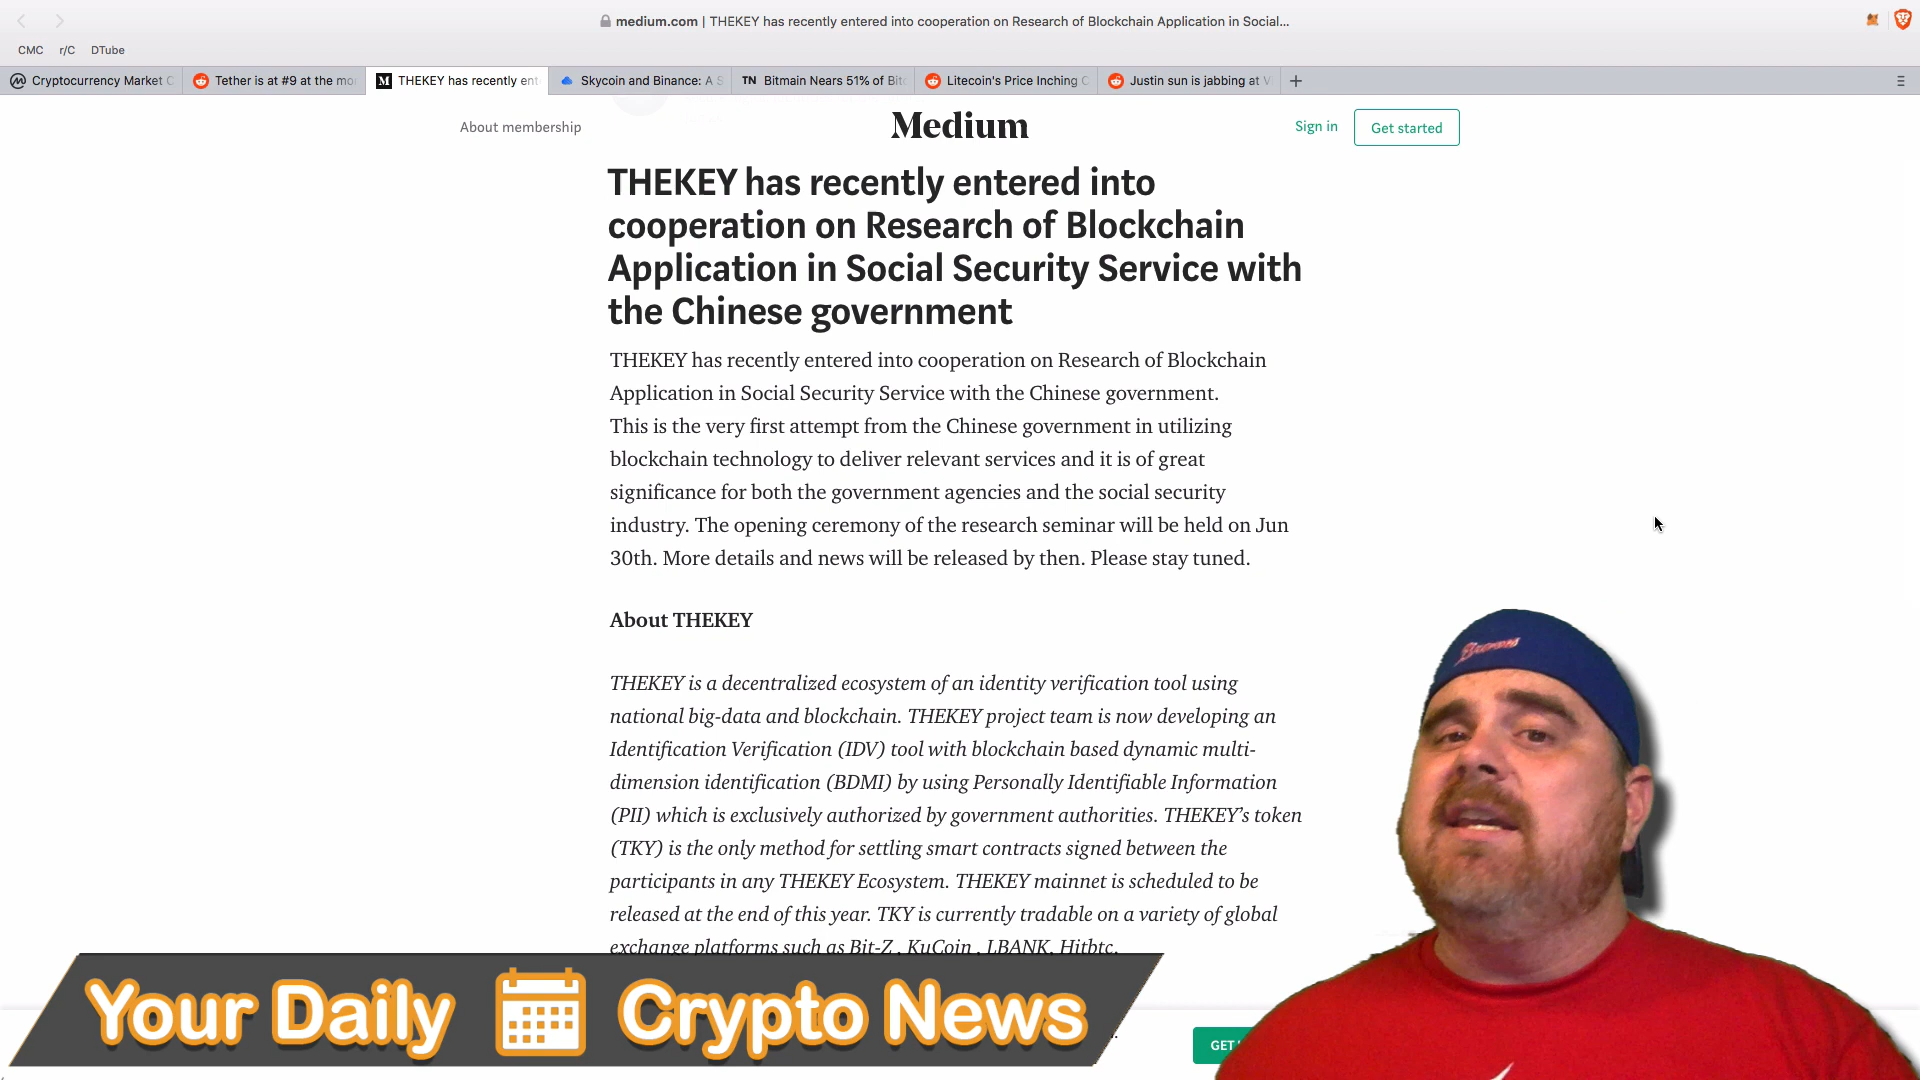 medium.com | THEKEY has recently entered into cooperation on Research of Blockchain Application in Social...
CMC r/C DTube
Cryptocurrency Market C
Tether is at #9 at the mo
THEKEY has recently ent
Skycoin and Binance: A S
TN Bitmain Nears 51% of Bit
Litecoin's Price Inching
Justin sun is jabbing at V
About membership
Medium
Sign in
Get started
THEKEY has recently entered into
cooperation on Research of Blockchain
Application in Social Security Service with
the Chinese government
THEKEY has recently entered into cooperation on Research of Blockchain
Application in Social Security Service with the Chinese government.
This is the very first attempt from the Chinese government in utilizing
blockchain technology to deliver relevant services and it is of great
significance for both the government agencies and the social security
industry. The opening ceremony of the research seminar will be held on Jun
30th. More details and news will be released by then. Please stay tuned.
About THEKEY
THEKEY is a decentralized ecosystem of an identity verification tool using
national big-data and blockchain. THEKEY project team is now developing an
Identification Verification (IDV) tool with blockchain based dynamic multi-
dimension identification (BDMI) by using Personally Identifiable Information
(PII) which is exclusively authorized by government authorities. THEKEY's token
(TKY) is the only method for settling smart contracts signed between the
participants in any THEKEY Ecosystem. THEKEY mainnet is scheduled to be
released at the end of this year. TKY is currently tradable on a variety of global
exchange platforms such as Bit-Z , KuCoin , LBANK, Hitbtc.
Your Daily Crypto News
GET